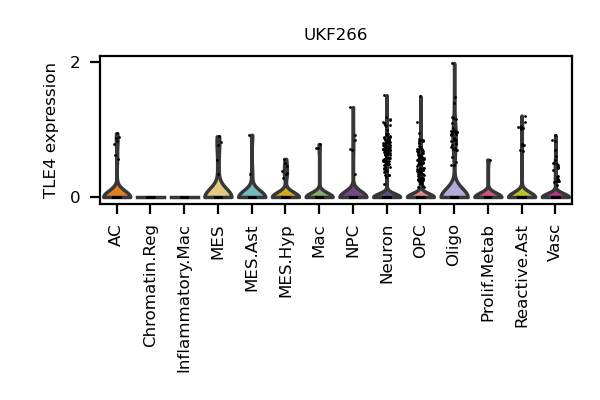 UKF266
TLE4 expression
2
0
AC
Chromatin.Reg
Inflammatory.Mac
MES
MES.Ast
MES.Hyp
Mac
NPC
Neuron
OPC
Oligo
Prolif.Metab
Reactive.Ast
Vasc